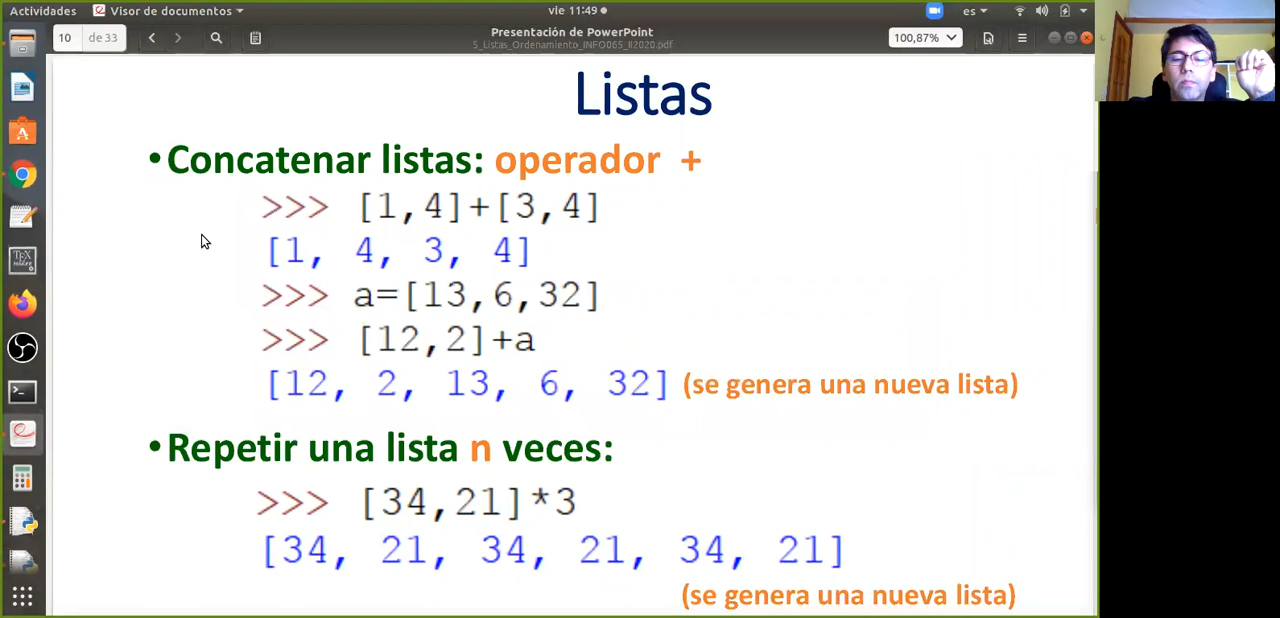 Actividades Visor de documentos vie 11:49 es
10 de 33 Presentación de PowerPoint 100,87%
5_Listas_Ordenamiento_INFO065_II2020.pdf
Listas
•Concatenar listas: operador +
>>> [1,4]+[3,4]
[1, 4, 3, 4]
>>> a=[13,6,32]
>>> [12,2]+a
[12, 2, 13, 6, 32] (se genera una nueva lista)
•Repetir una lista n veces:
>>> [34,21]*3
[34, 21, 34, 21, 34, 21]
(se genera una nueva lista)